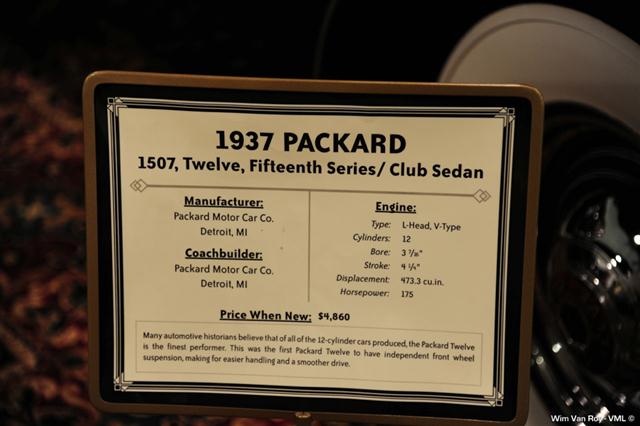 1937 PACKARD
1507, Twelve, Fifteenth Series/ Club Sedan
Manufacturer:
Packard Motor Car Co.
Detroit, MI
Coachbuilder:
Packard Motor Car Co.
Detroit, MI
Engine:
Type: L-Head, V-Type
Cylinders: 12
Bore: 3 7/16"
Stroke: 4 1/4"
Displacement: 473.3 cu.in.
Horsepower: 175
Price When New: $4,860
Many automotive historians believe that of all of the 12-cylinder cars produced, the Packard Twelve
is the finest performer. This was the first Packard Twelve to have independent front wheel
suspension, making for easier handling and a smoother drive.
Wim Van Roy - VML ©